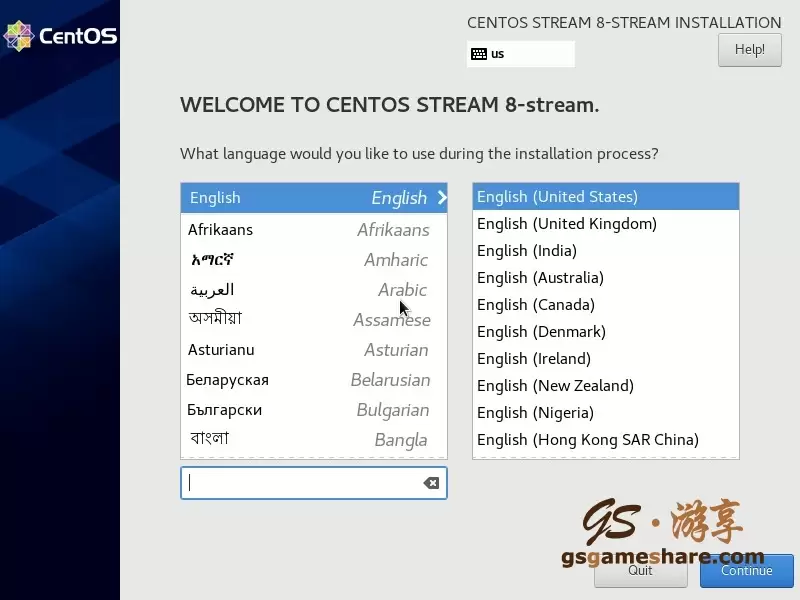 CentOS
CENTOS STREAM 8-STREAM INSTALLATION
us
Help!
WELCOME TO CENTOS STREAM 8-stream.
What language would you like to use during the installation process?
English English
Afrikaans Afrikaans
አማርኛ Amharic
العربية Arabic
অসমীয়া Assamese
Asturianu Asturian
Беларуская Belarusian
Български Bulgarian
বাংলা Bangla
English (United States)
English (United Kingdom)
English (India)
English (Australia)
English (Canada)
English (Denmark)
English (Ireland)
English (New Zealand)
English (Nigeria)
English (Hong Kong SAR China)
GS·游享
gsgameshare.com
Quit
Continue